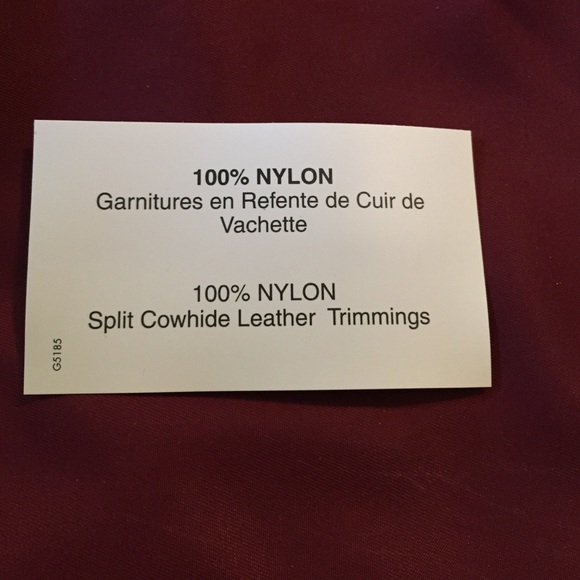 100% NYLON
Garnitures en Refente de Cuir de
Vachette
100% NYLON
Split Cowhide Leather Trimmings
G5185